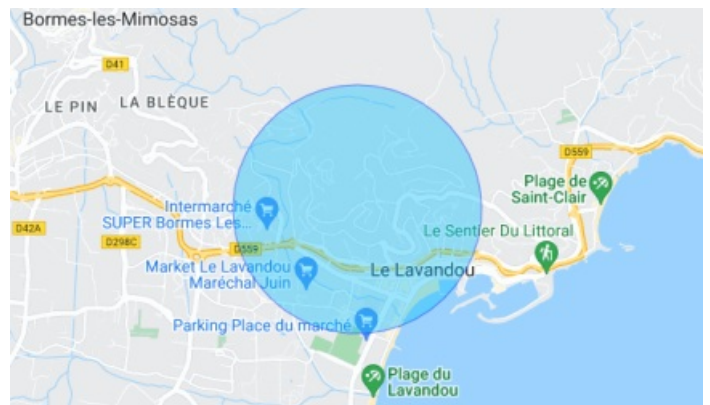 Bormes-les-Mimosas
D41
LE PIN
LA BLÈQUE
D559
Plage de
Saint-Clair
Intermarché
SUPER Bormes Les...
Le Sentier Du Littoral
D42A
D298C
D559
Market Le Lavandou
Maréchal Juin
Le Lavandou
Parking Place du marché
Plage du
Lavandou